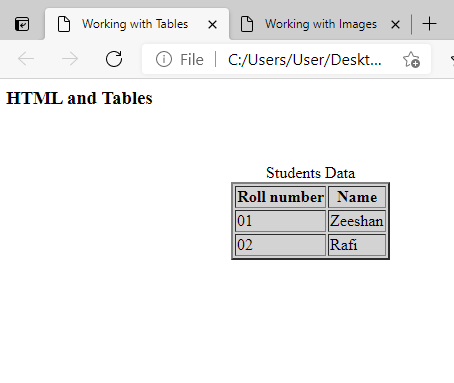 Working with Tables Working with Images
File C:/Users/User/Deskt...
HTML and Tables
Students Data
Roll number Name
01 Zeeshan
02 Rafi